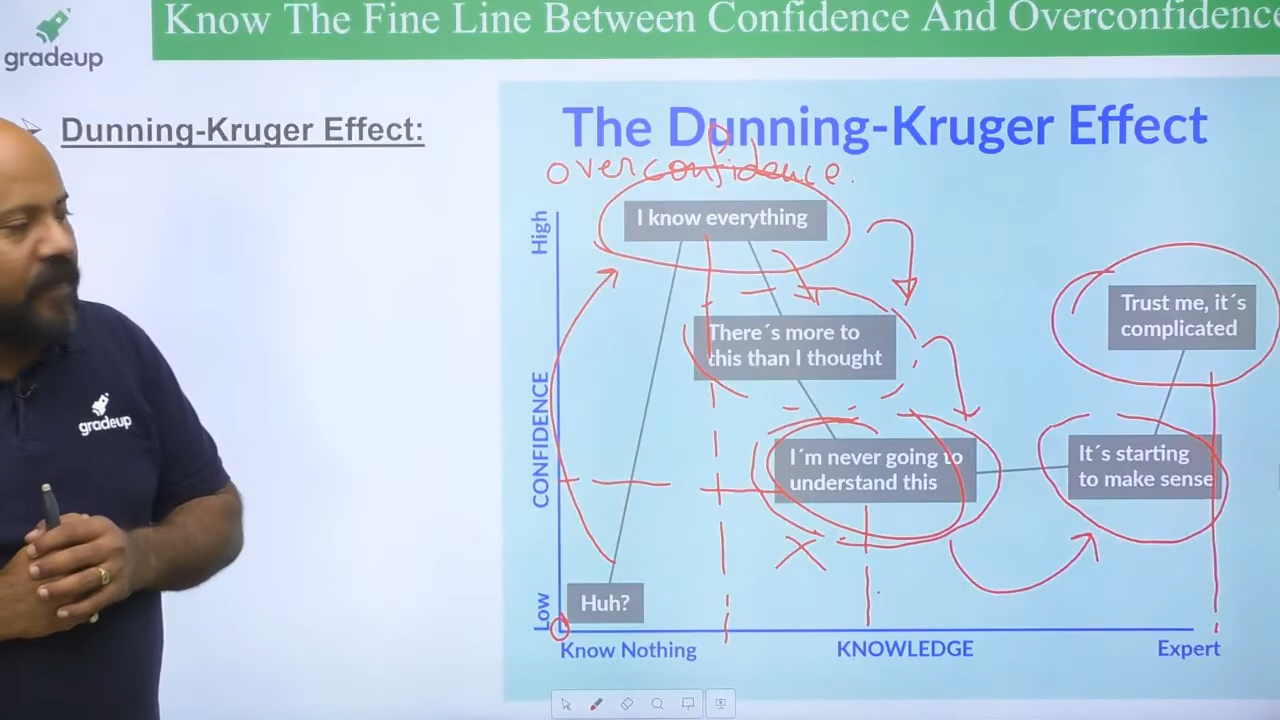 Know The Fine Line Between Confidence And Overconfidence
gradeup
Dunning-Kruger Effect:
The Dunning-Kruger Effect
overconfidence.
I know everything
High
Trust me, it´s
complicated
There´s more to
this than I thought
CONFIDENCE
I´m never going to
understand this
It´s starting
to make sense
gradeup
X
Huh?
Low
Know Nothing
KNOWLEDGE
Expert